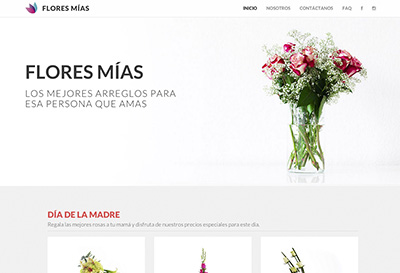 FLORES MÍAS
INICIO NOSOTROS CONTACTANOS FAQ
FLORES MÍAS
LOS MEJORES ARREGLOS PARA
ESA PERSONA QUE AMAS
DÍA DE LA MADRE
Regala las mejores rosas a tu mamá y disfruta de nuestros precios especiales para este día.